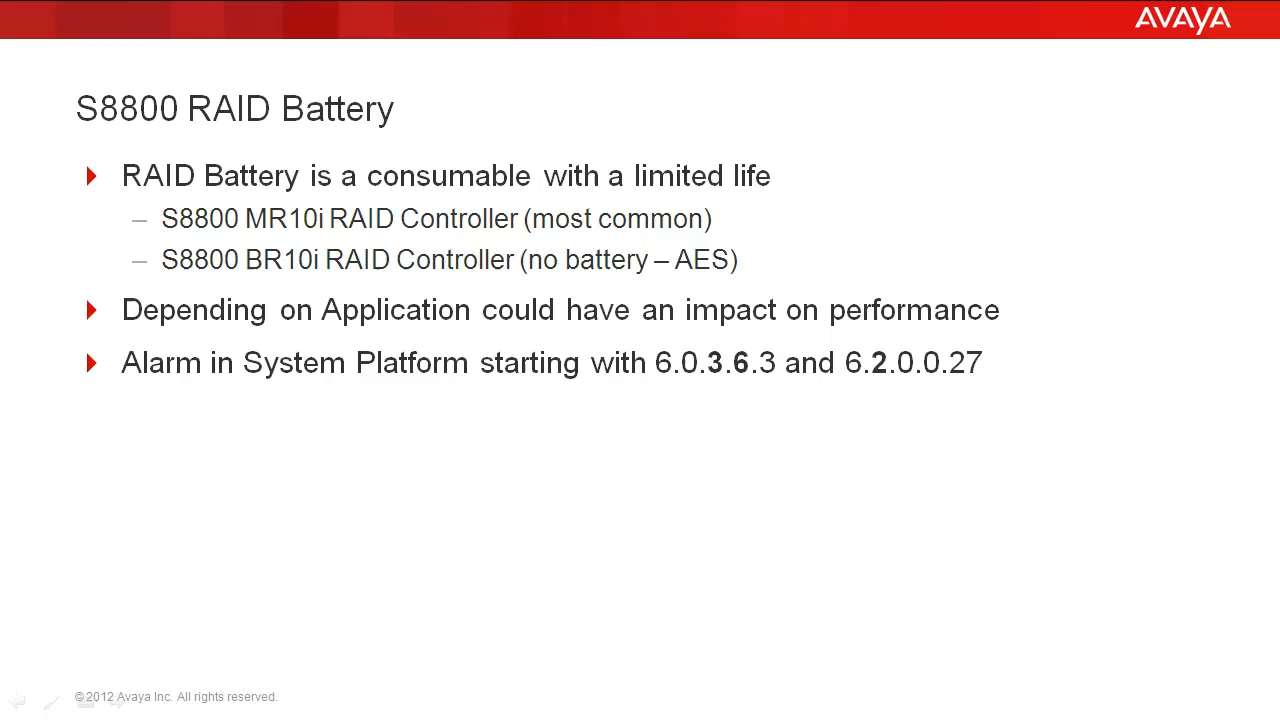 AVAYA
S8800 RAID Battery
RAID Battery is a consumable with a limited life
– S8800 MR10i RAID Controller (most common)
– S8800 BR10i RAID Controller (no battery – AES)
Depending on Application could have an impact on performance
Alarm in System Platform starting with 6.0.3.6.3 and 6.2.0.0.27
©2012 Avaya Inc. All rights reserved.